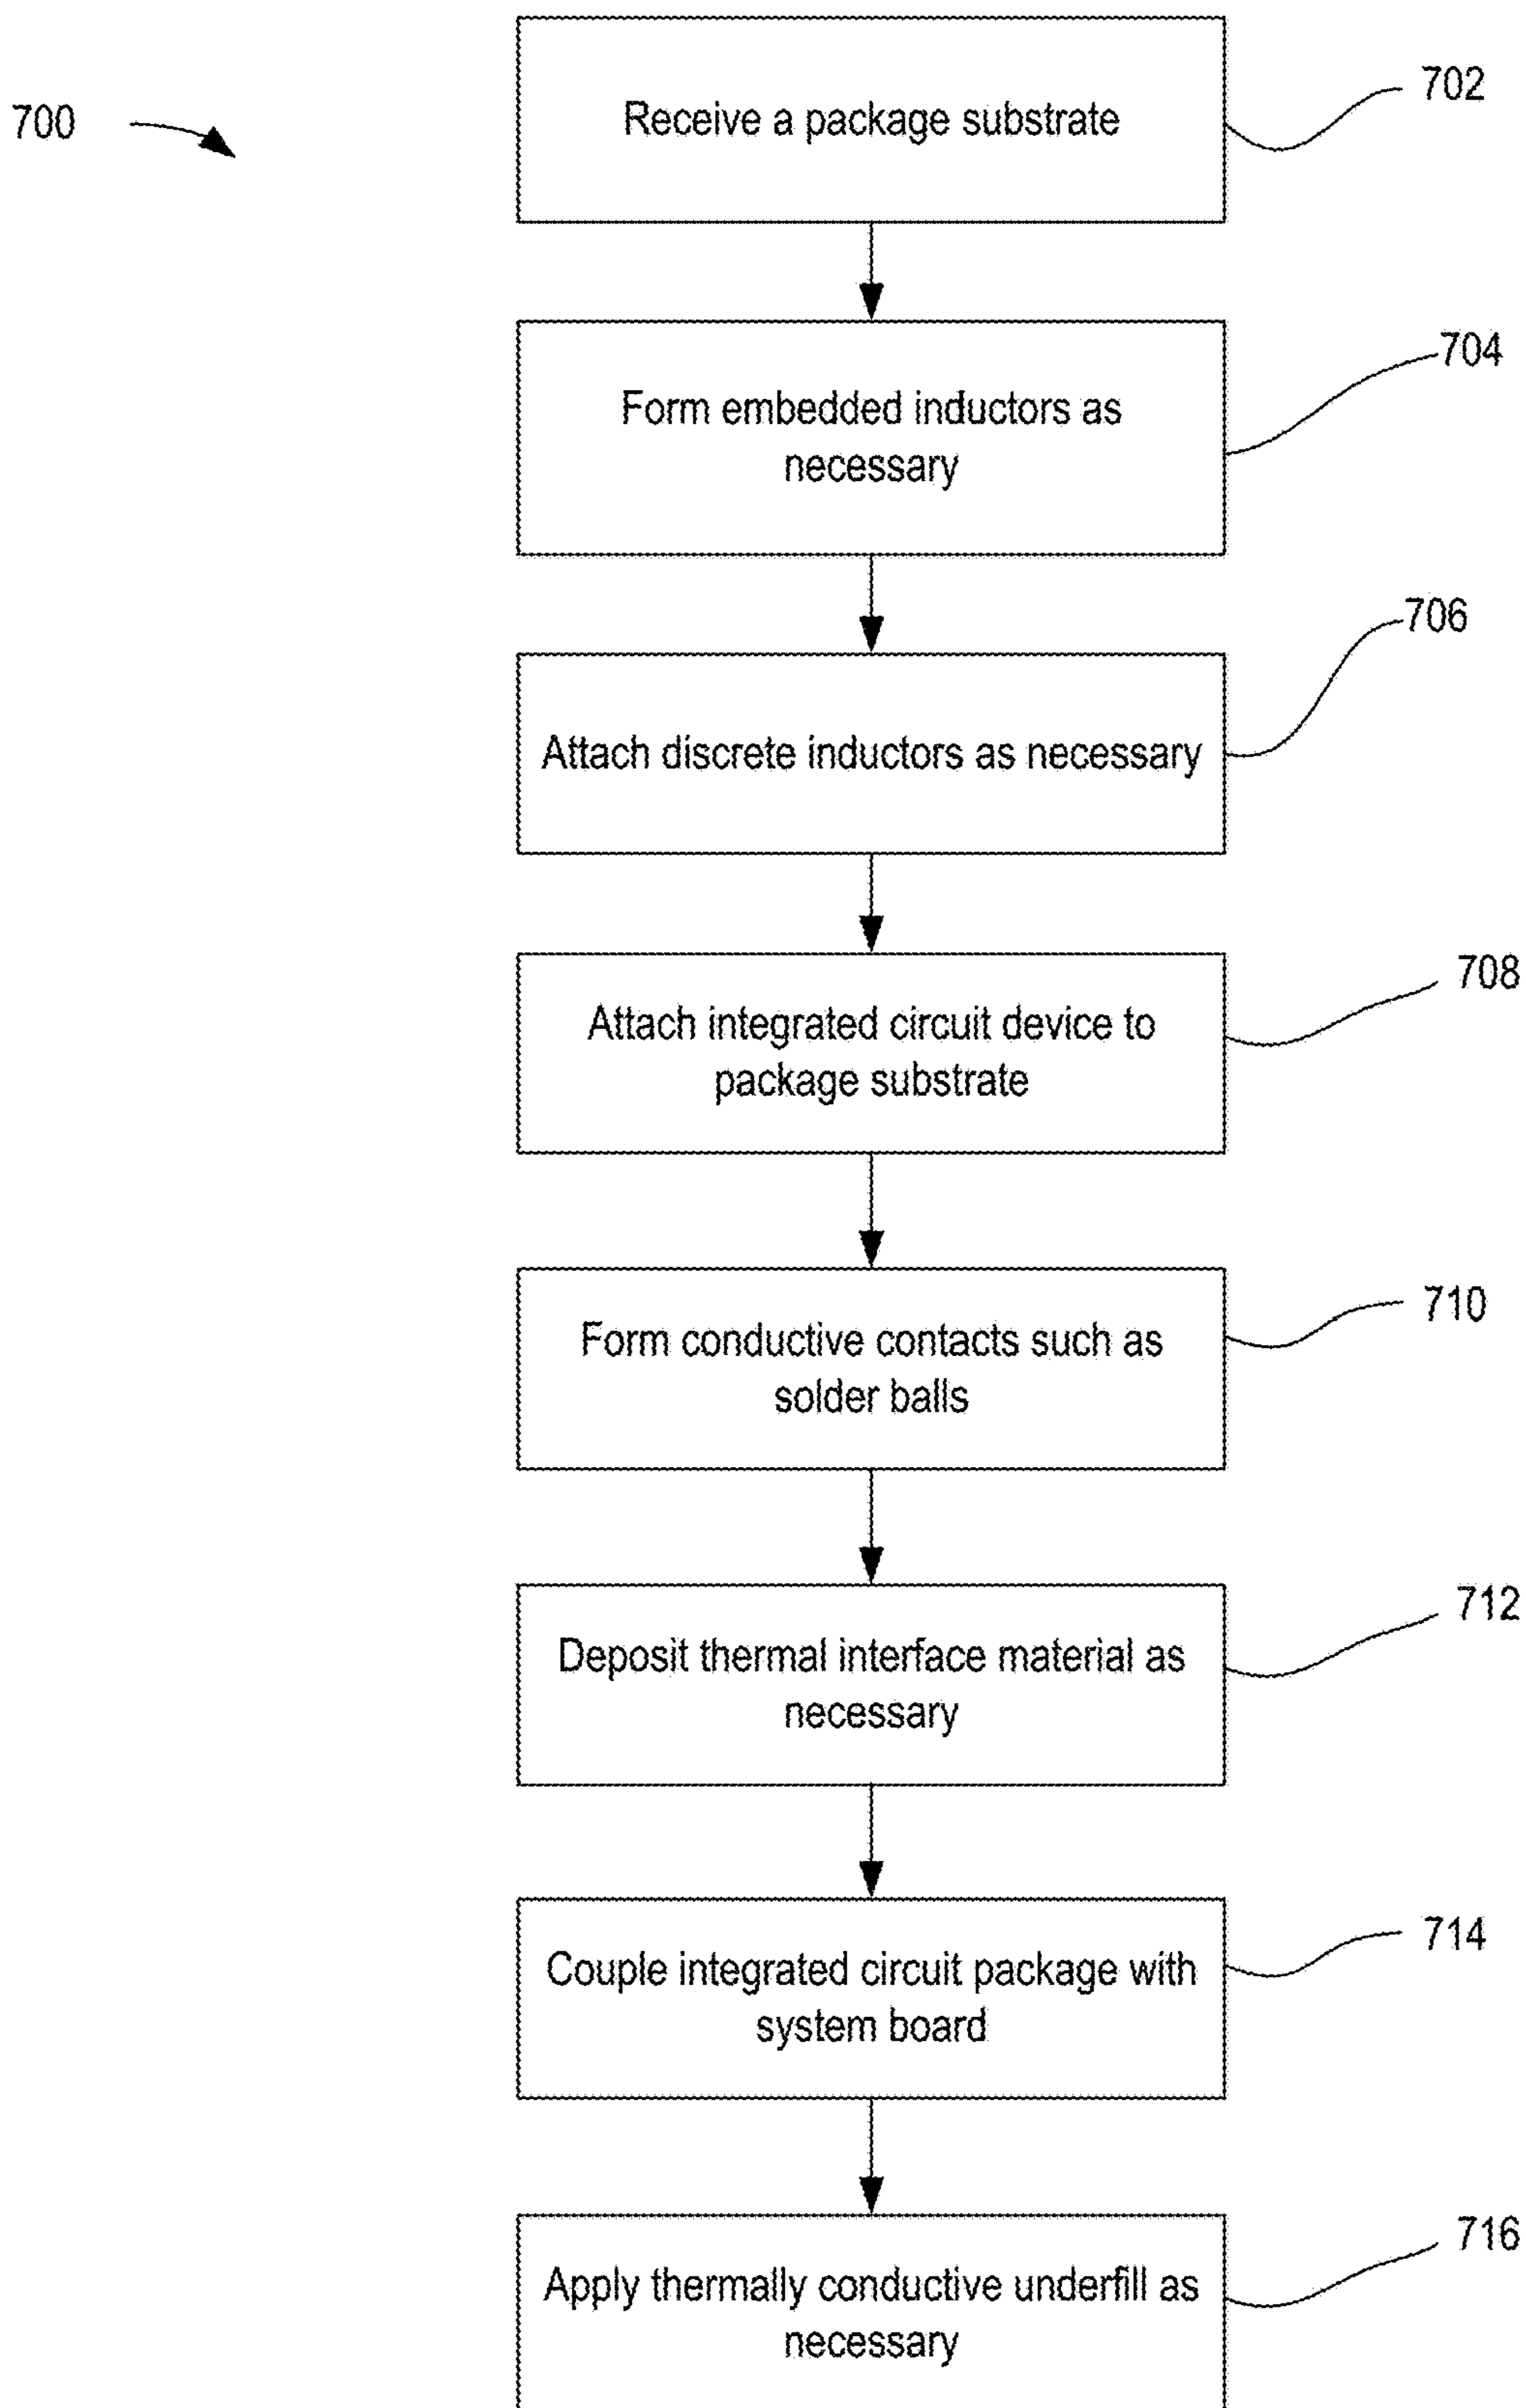 700
Receive a package substrate
702
Form embedded inductors as
necessary
704
Attach discrete inductors as necessary
706
Attach integrated circuit device to
package substrate
708
Form conductive contacts such as
solder balls
710
Deposit thermal interface material as
necessary
712
Couple integrated circuit package with
system board
714
Apply thermally conductive underfill as
necessary
716